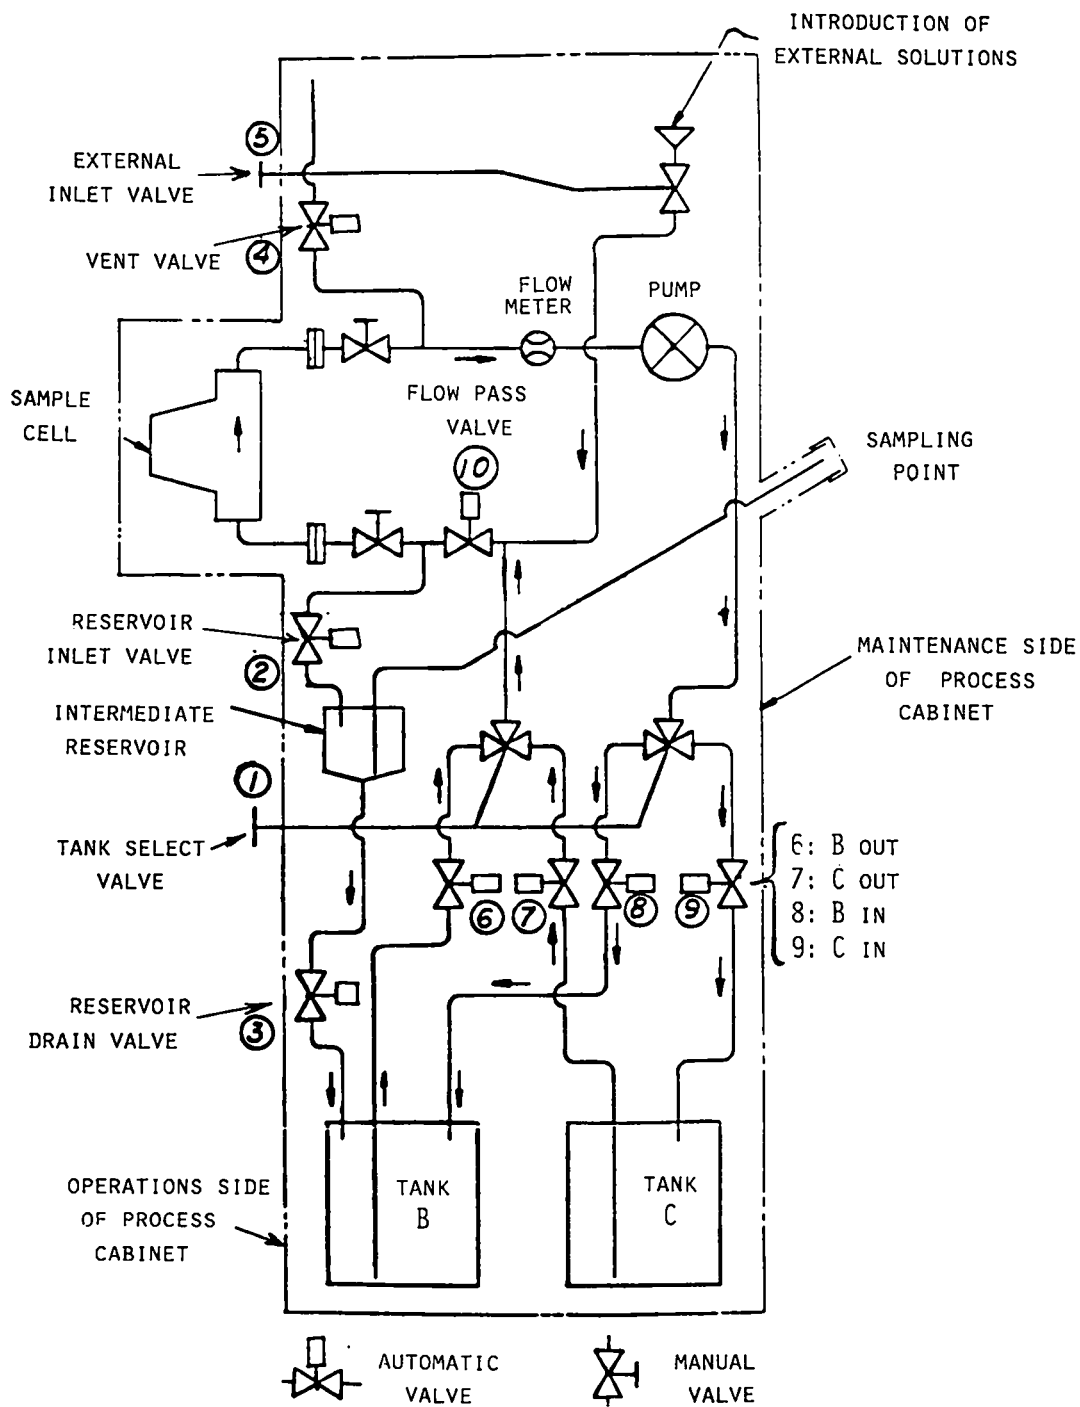 INTRODUCTION OF
EXTERNAL SOLUTIONS
5
EXTERNAL
INLET VALVE
VENT VALVE
4
FLOW
METER
PUMP
SAMPLE
CELL
FLOW PASS
VALVE
10
SAMPLING
POINT
RESERVOIR
INLET VALVE
2
MAINTENANCE SIDE
OF PROCESS
CABINET
INTERMEDIATE
RESERVOIR
1
TANK SELECT
VALVE
6
7
8
9
6: B OUT
7: C OUT
8: B IN
9: C IN
RESERVOIR
DRAIN VALVE
3
OPERATIONS SIDE
OF PROCESS
CABINET
TANK
B
TANK
C
AUTOMATIC
VALVE
MANUAL
VALVE